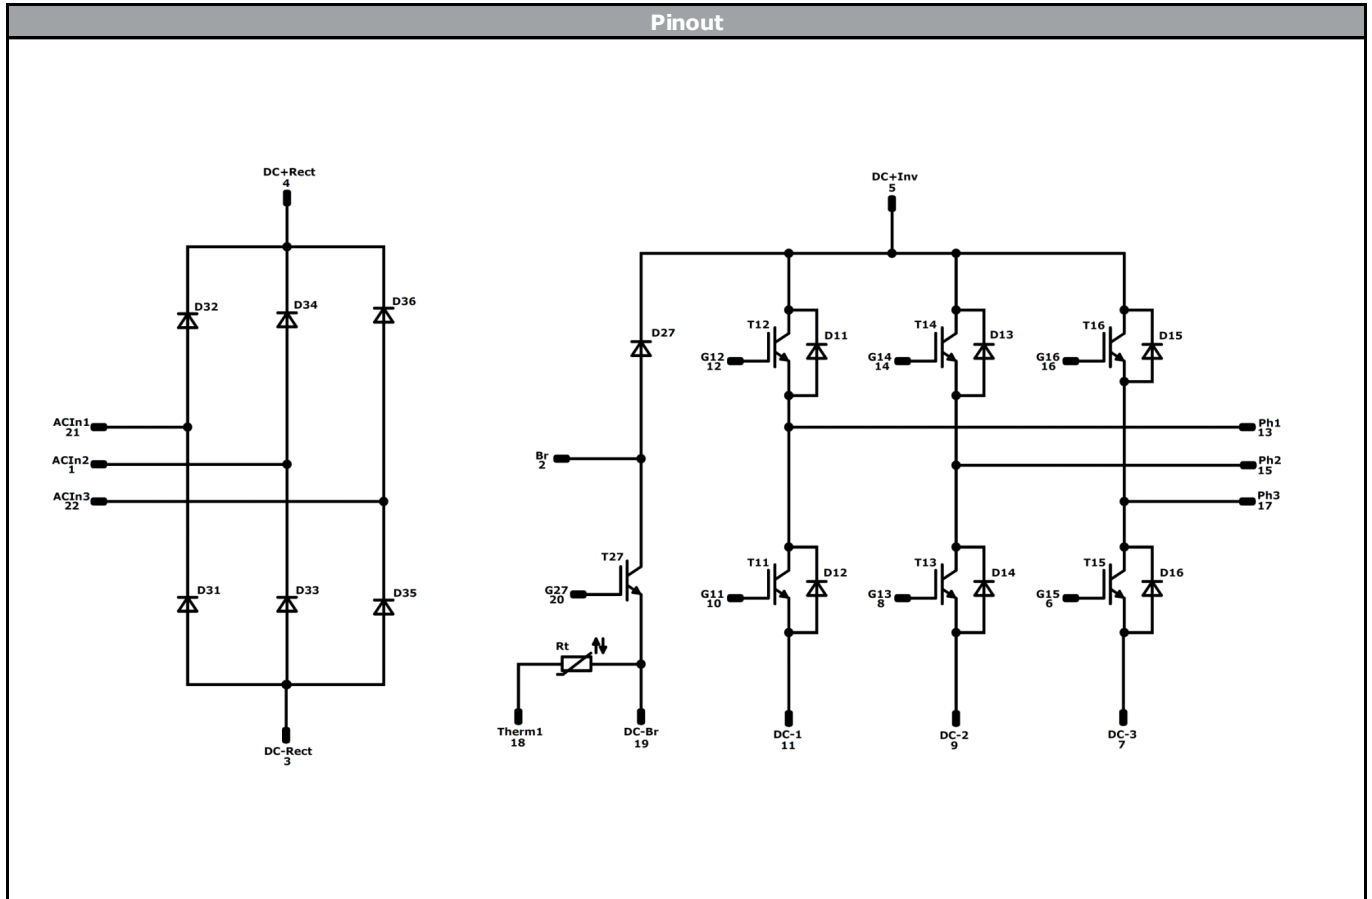 Pinout
DC+Rect
4
DC+Inv
5
D32
D34
D36
D27
T12
D11
T14
D13
T16
D15
G12
12
G14
14
G16
16
ACIn1
21
ACIn2
1
ACIn3
22
Br
2
Ph1
13
Ph2
15
Ph3
17
D31
D33
D35
T27
G27
20
T11
D12
T13
D14
T15
D16
G11
10
G13
8
G15
6
Rt
DC-Rect
3
Therm1
18
DC-Br
19
DC-1
11
DC-2
9
DC-3
7